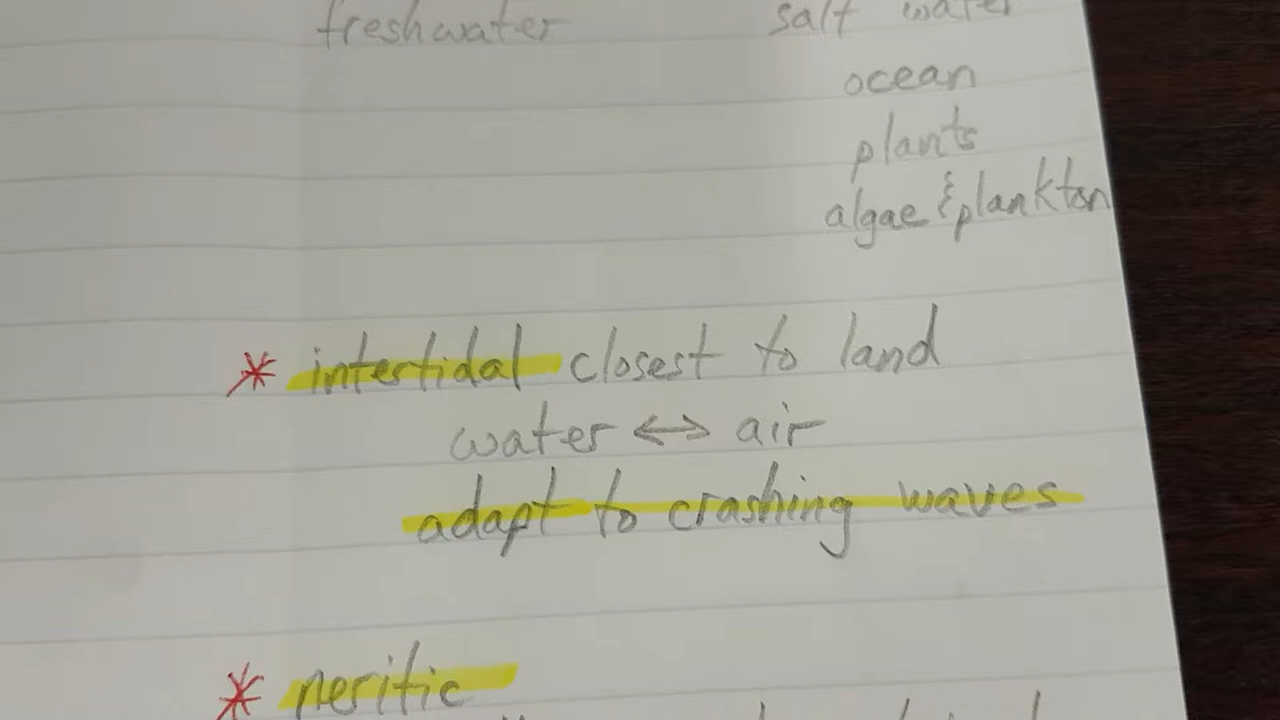 freshwater salt water
ocean
plants
algae & plankton
* intertidal closest to land
water ↔ air
adapt to crashing waves
* neritic